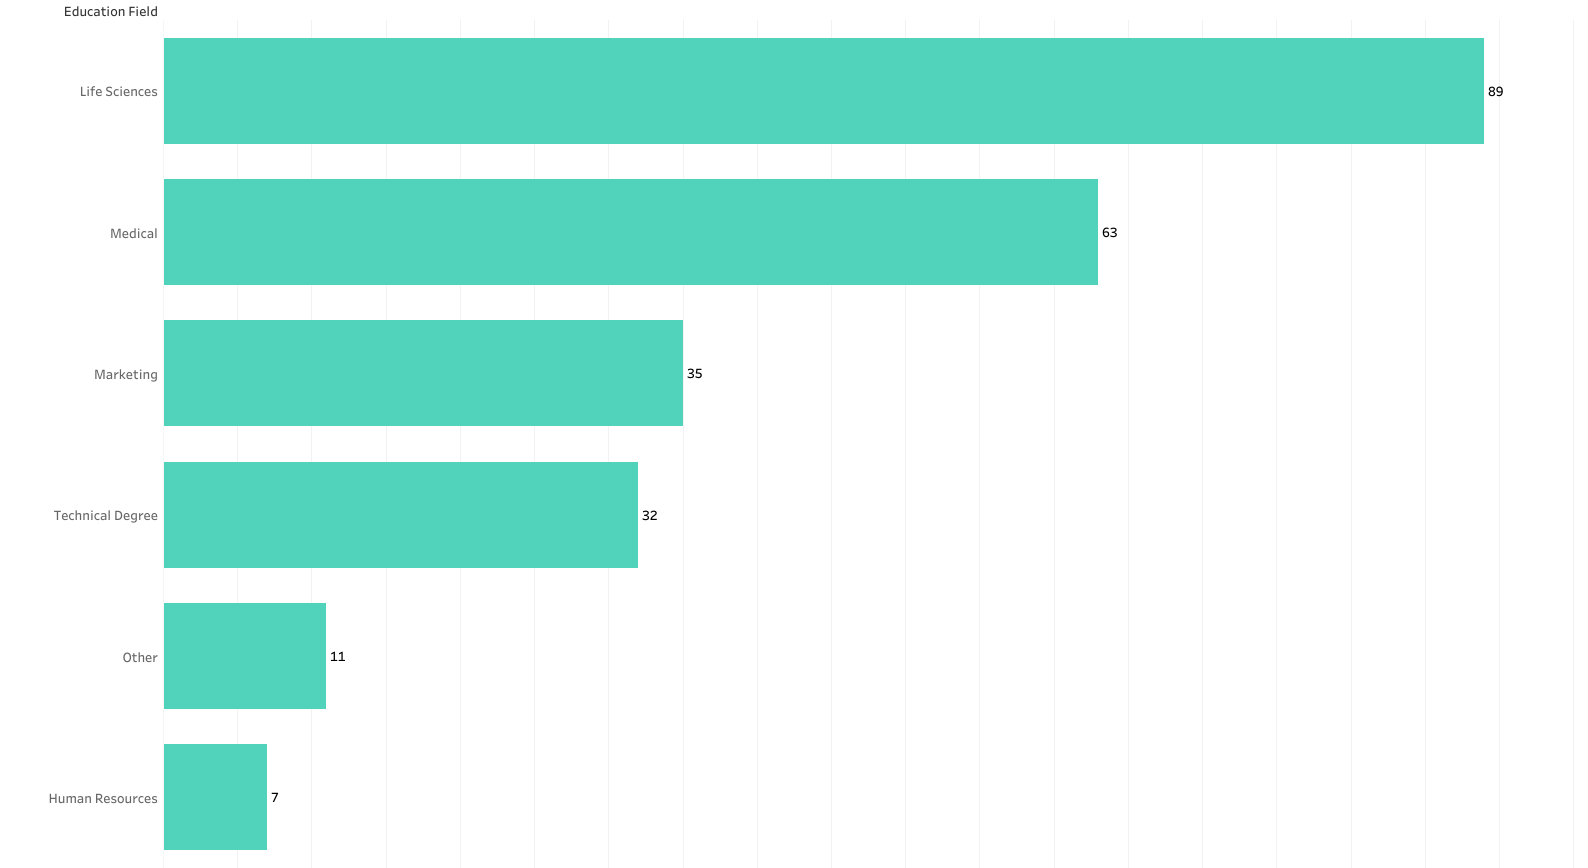 Education Field
Life Sciences 89
Medical 63
Marketing 35
Technical Degree 32
Other 11
Human Resources 7